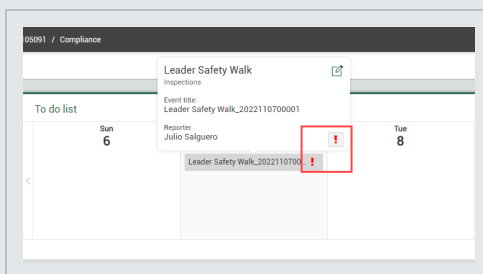 05091 / Compliance
Leader Safety Walk
Inspections
Event title:
Leader Safety Walk_2022110700001
Reporter
Julio Salguero
To do list
Sun
6
Tue
8
Leader Safety Walk_2022110700...